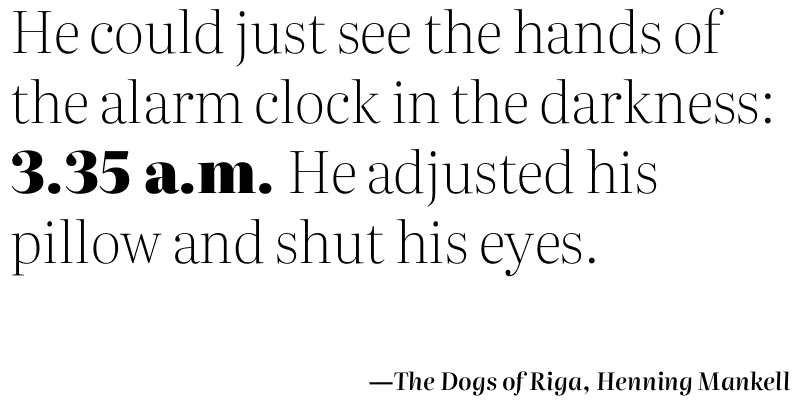 He could just see the hands of
the alarm clock in the darkness:
3.35 a.m. He adjusted his
pillow and shut his eyes.
—The Dogs of Riga, Henning Mankell